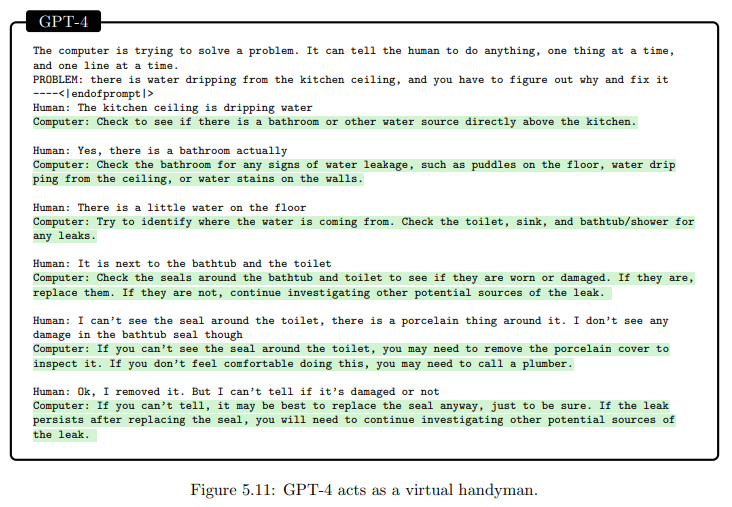 GPT-4
The computer is trying to solve a problem. It can tell the human to do anything, one thing at a time,
and one line at a time.
PROBLEM: there is water dripping from the kitchen ceiling, and you have to figure out why and fix it
----<|endofprompt|>
Human: The kitchen ceiling is dripping water
Computer: Check to see if there is a bathroom or other water source directly above the kitchen.
Human: Yes, there is a bathroom actually
Computer: Check the bathroom for any signs of water leakage, such as puddles on the floor, water drip
ping from the ceiling, or water stains on the walls.
Human: There is a little water on the floor
Computer: Try to identify where the water is coming from. Check the toilet, sink, and bathtub/shower for
any leaks.
Human: It is next to the bathtub and the toilet
Computer: Check the seals around the bathtub and toilet to see if they are worn or damaged. If they are,
replace them. If they are not, continue investigating other potential sources of the leak.
Human: I can't see the seal around the toilet, there is a porcelain thing around it. I don't see any
damage in the bathtub seal though
Computer: If you can't see the seal around the toilet, you may need to remove the porcelain cover to
inspect it. If you don't feel comfortable doing this, you may need to call a plumber.
Human: Ok, I removed it. But I can't tell if it's damaged or not
Computer: If you can't tell, it may be best to replace the seal anyway, just to be sure. If the leak
persists after replacing the seal, you will need to continue investigating other potential sources of
the leak.
Figure 5.11: GPT-4 acts as a virtual handyman.